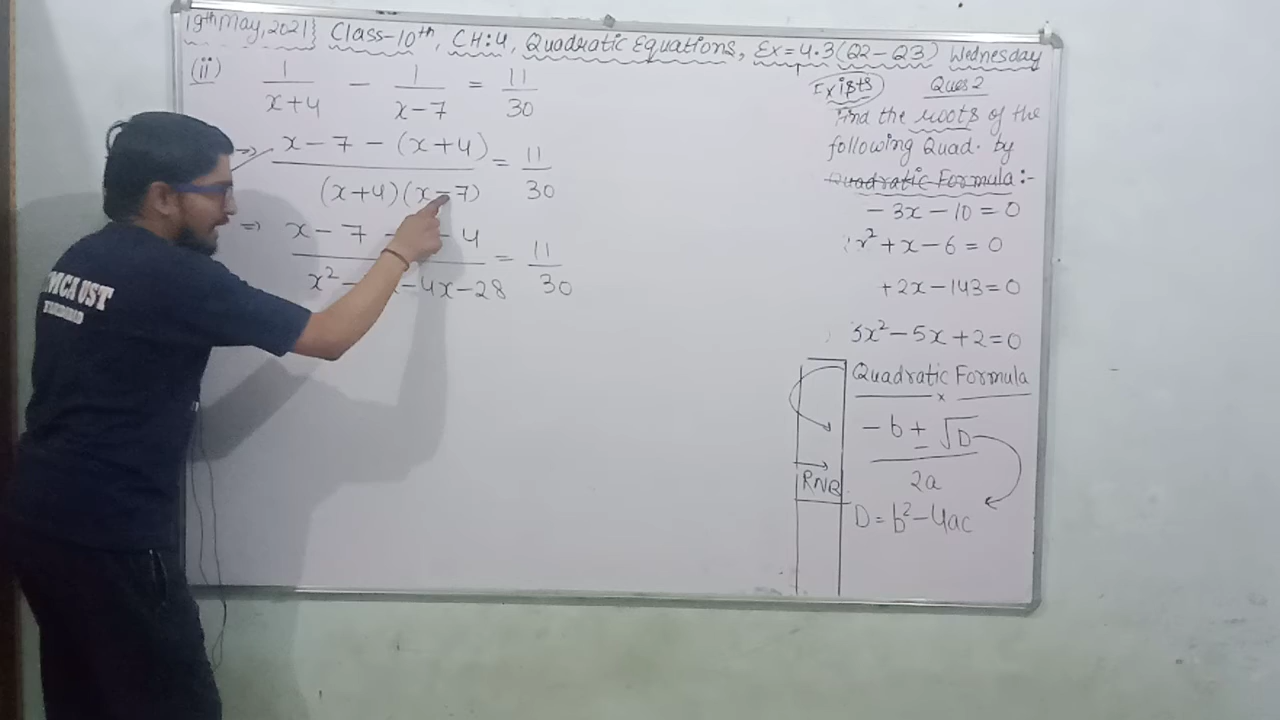 19th May, 2021} Class-10th, CH:4, Quadratic Equations, Ex=4.3(Q2-Q3) Wednesday
(ii) 1/(x+4) - 1/(x-7) = 11/30
=> (x-7-(x+4))/((x+4)(x-7)) = 11/30
=> x-7 - 4 = 11/30
x² - 4x-28
Exists
Ques 2
Find the roots of the
following Quad. by
Quadratic Formula:-
-3x-10=0
x²+x-6=0
+2x-143=0
3x²-5x+2=0
Quadratic Formula
x
(-b±√D)/2a
D=b²-4ac
UST